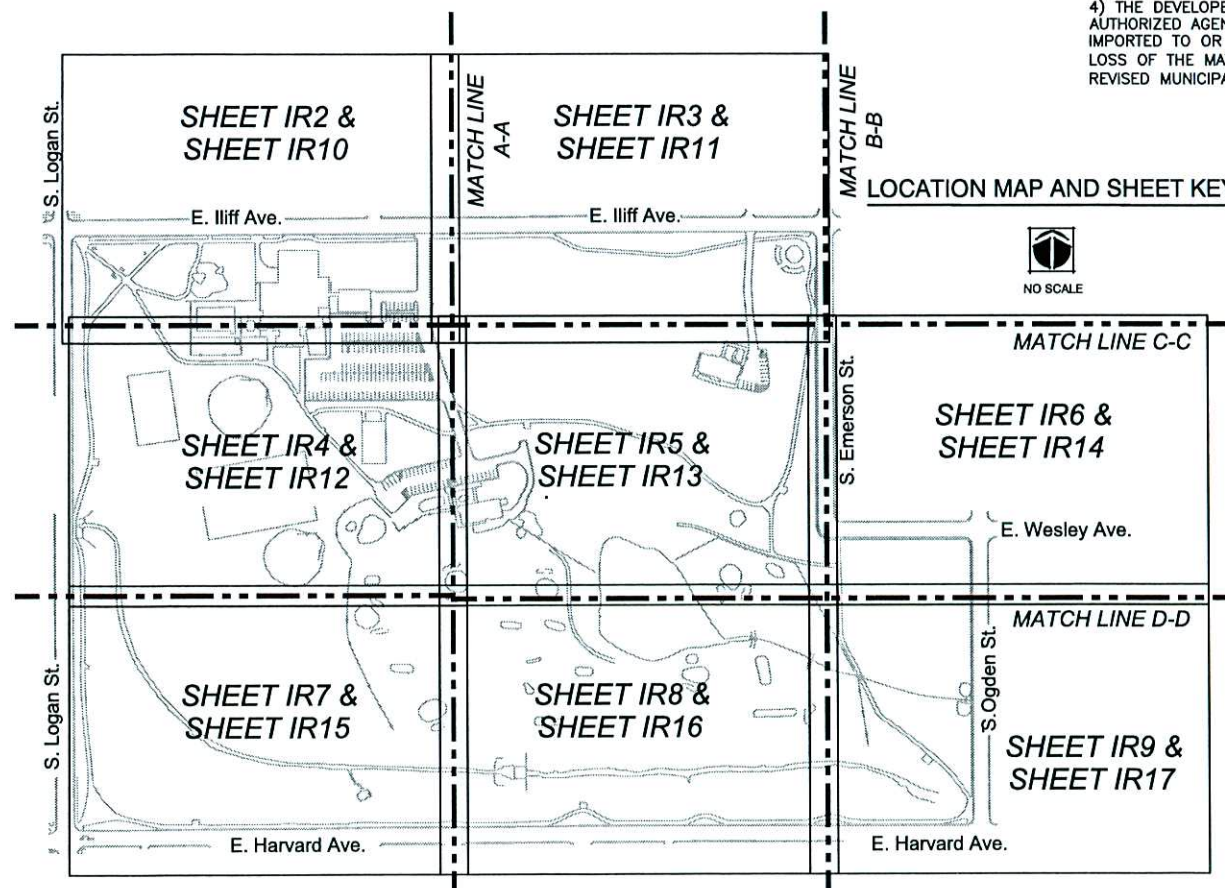 4) THE DEVELOPE
AUTHORIZED AGEN
IMPORTED TO OR
LOSS OF THE MA
REVISED MUNICIPA
SHEET IR2 &
SHEET IR10
SHEET IR3 &
SHEET IR11
S. Logan St.
MATCH LINE
A-A
MATCH LINE
B-B
LOCATION MAP AND SHEET KEY
E. Iliff Ave.
E. Iliff Ave.
NO SCALE
MATCH LINE C-C
SHEET IR4 &
SHEET IR12
SHEET IR5 &
SHEET IR13
S. Emerson St.
SHEET IR6 &
SHEET IR14
E. Wesley Ave.
MATCH LINE D-D
S. Logan St.
SHEET IR7 &
SHEET IR15
SHEET IR8 &
SHEET IR16
S.Ogden St.
SHEET IR9 &
SHEET IR17
E. Harvard Ave.
E. Harvard Ave.